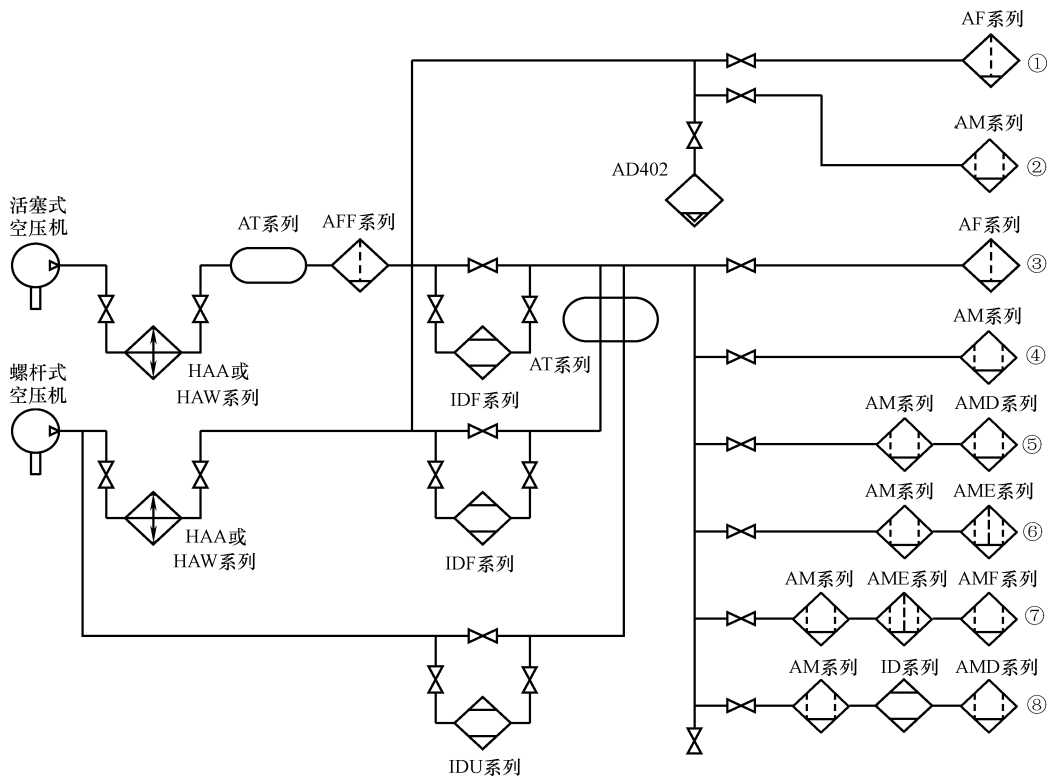 AF系列
①
AM系列
②
AD402
活塞式
空压机
AT系列
AFF系列
AF系列
③
HAA或
HAW系列
IDF系列
AT系列
AM系列
④
螺杆式
空压机
AM系列
AMD系列
⑤
HAA或
HAW系列
IDF系列
AM系列
AME系列
⑥
AM系列
AME系列
AMF系列
⑦
AM系列
ID系列
AMD系列
⑧
IDU系列